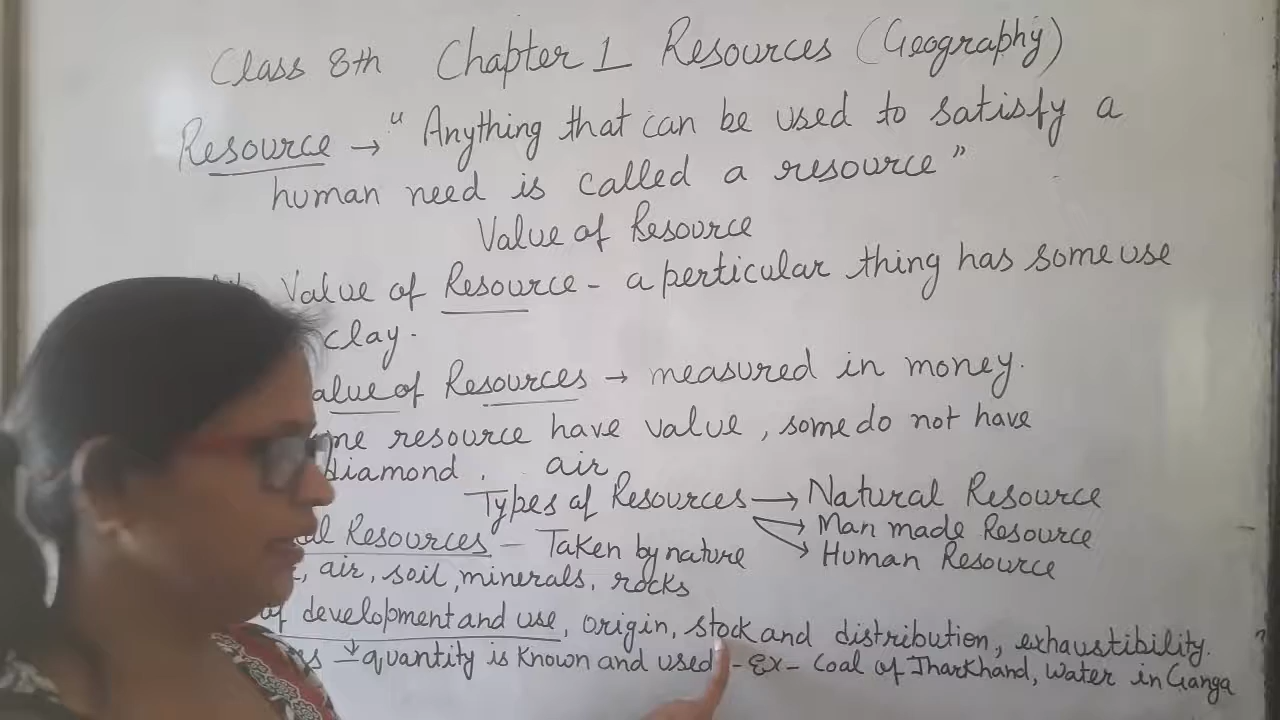 Class 8th Chapter 1 Resources (Geography)
Resource → "Anything that can be used to satisfy a
human need is called a resource"
Value of Resource
Value of Resource - a perticular thing has some use
clay.
alue of Resources → measured in money.
me resource have value, some do not have
diamond. air
Types of Resources → Natural Resource
→ Man made Resource
→ Human Resource
al Resources - Taken by nature
, air, soil, minerals, rocks
of development and use, origin, stock and distribution, exhaustibility.
→ quantity is known and used - Ex - Coal of Jharkhand, water in Ganga